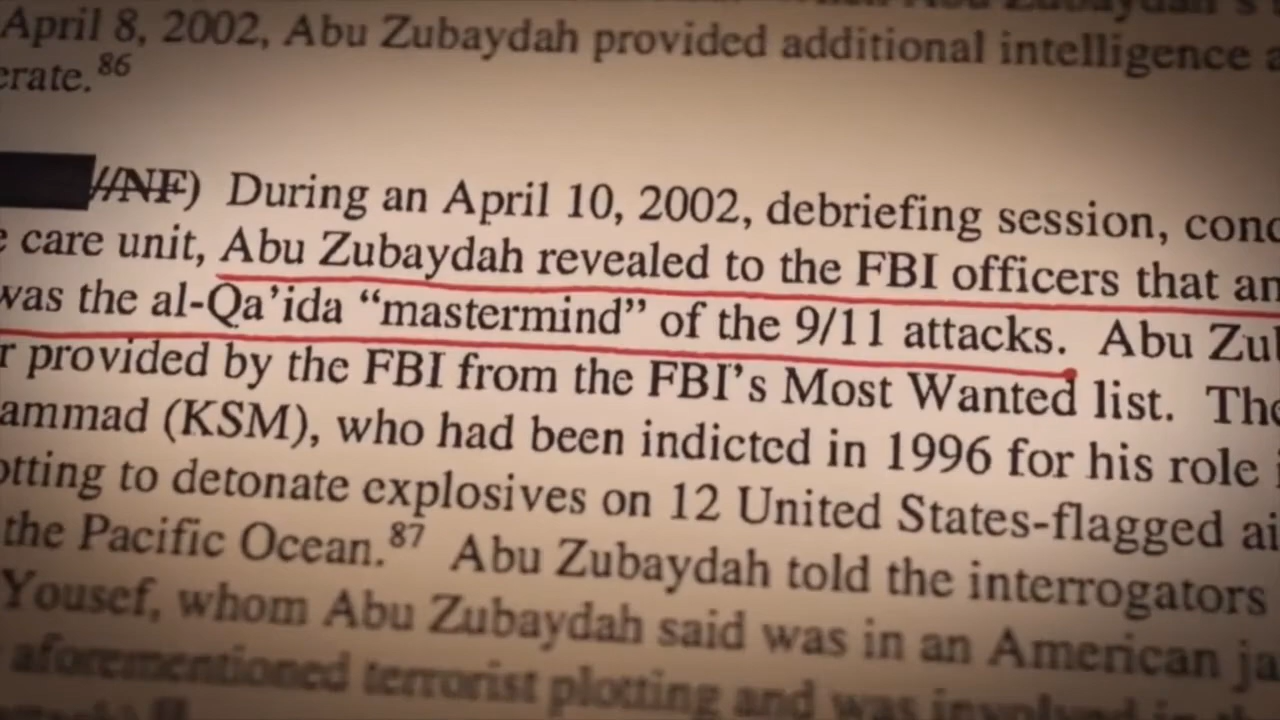 April 8, 2002, Abu Zubaydah provided additional intelligence a
erate.86
//NF) During an April 10, 2002, debriefing session, conc
e care unit, Abu Zubaydah revealed to the FBI officers that an
was the al-Qa'ida “mastermind” of the 9/11 attacks. Abu Zub
r provided by the FBI from the FBI's Most Wanted list. The
ammad (KSM), who had been indicted in 1996 for his role i
otting to detonate explosives on 12 United States-flagged ai
the Pacific Ocean.87 Abu Zubaydah told the interrogators
Yousef, whom Abu Zubaydah said was in an American ja
aforementioned terrorist plotting and was involved in th